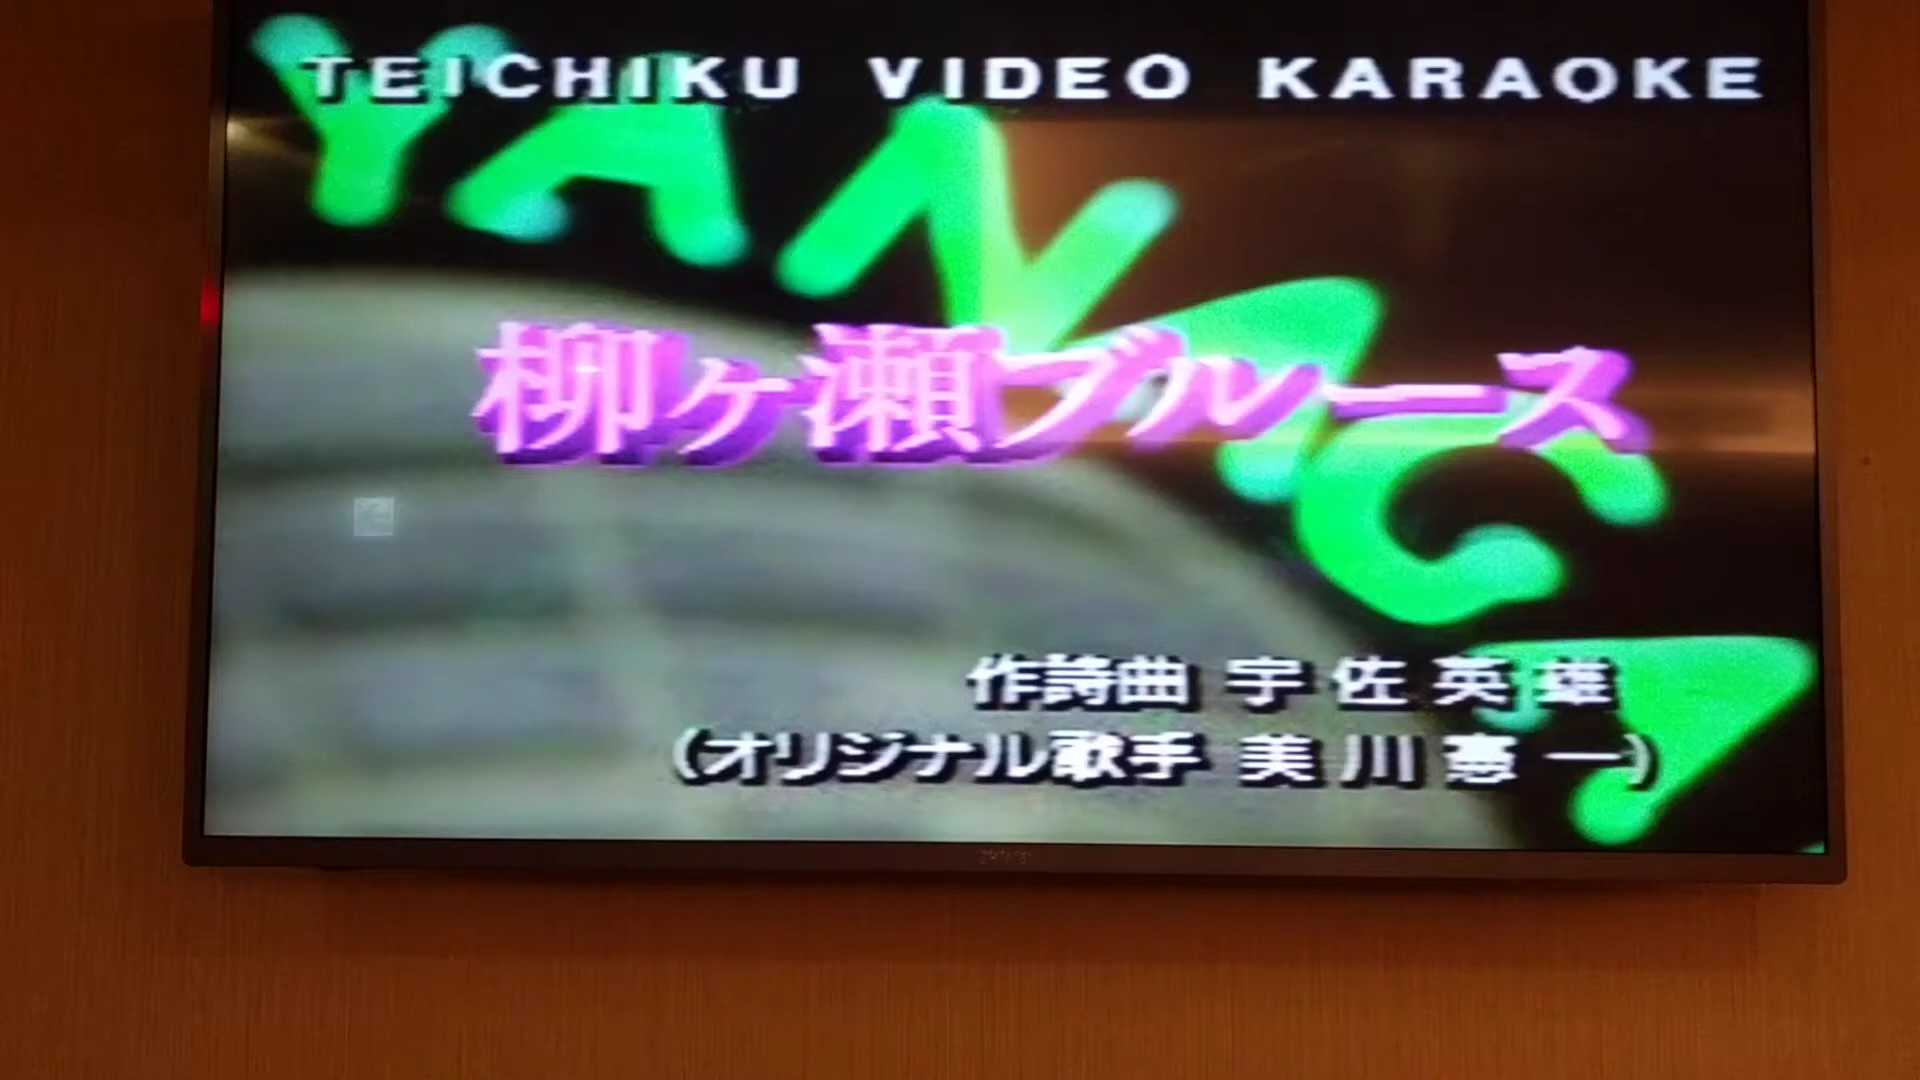 TEICHIKU VIDEO KARAOKE
YANAG
柳ヶ瀬ブルース
作詩曲 宇佐英雄
(オリジナル歌手 美川憲一)